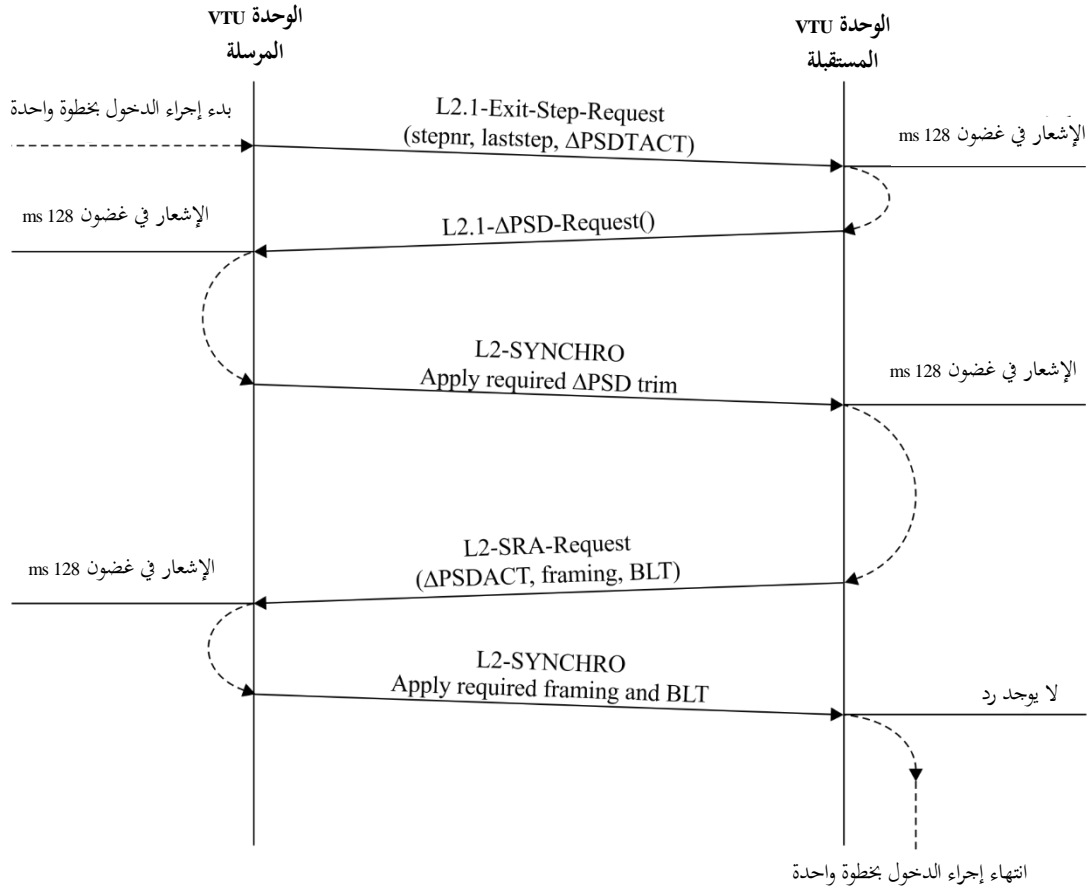 الوحدة VTU
المرسلة
الوحدة VTU
المستقبلة
بدء إجراء الدخول بخطوة واحدة
L2.1-Exit-Step-Request
(stepnr, laststep, ΔPSDTACT)
الإشعار في غضون 128 ms
الإشعار في غضون 128 ms
L2.1-ΔPSD-Request()
L2-SYNCHRO
Apply required ΔPSD trim
الإشعار في غضون 128 ms
L2-SRA-Request
(ΔPSDACT, framing, BLT)
الإشعار في غضون 128 ms
L2-SYNCHRO
Apply required framing and BLT
لا يوجد رد
انتهاء إجراء الدخول بخطوة واحدة